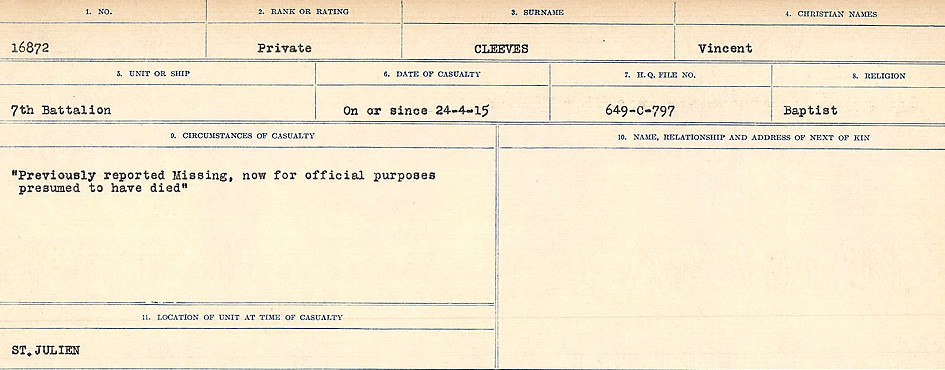 1. NO.
2. RANK OR RATING
3. SURNAME
4. CHRISTIAN NAMES
16872
Private
CLEEVES
Vincent
5. UNIT OR SHIP
6. DATE OF CASUALTY
7. H.Q. FILE NO.
8. RELIGION
7th Battalion
On or since 24-4-15
649-C-797
Baptist
9. CIRCUMSTANCES OF CASUALTY
10. NAME, RELATIONSHIP AND ADDRESS OF NEXT OF KIN
"Previously reported Missing, now for official purposes
presumed to have died"
11. LOCATION OF UNIT AT TIME OF CASUALTY
ST. JULIEN